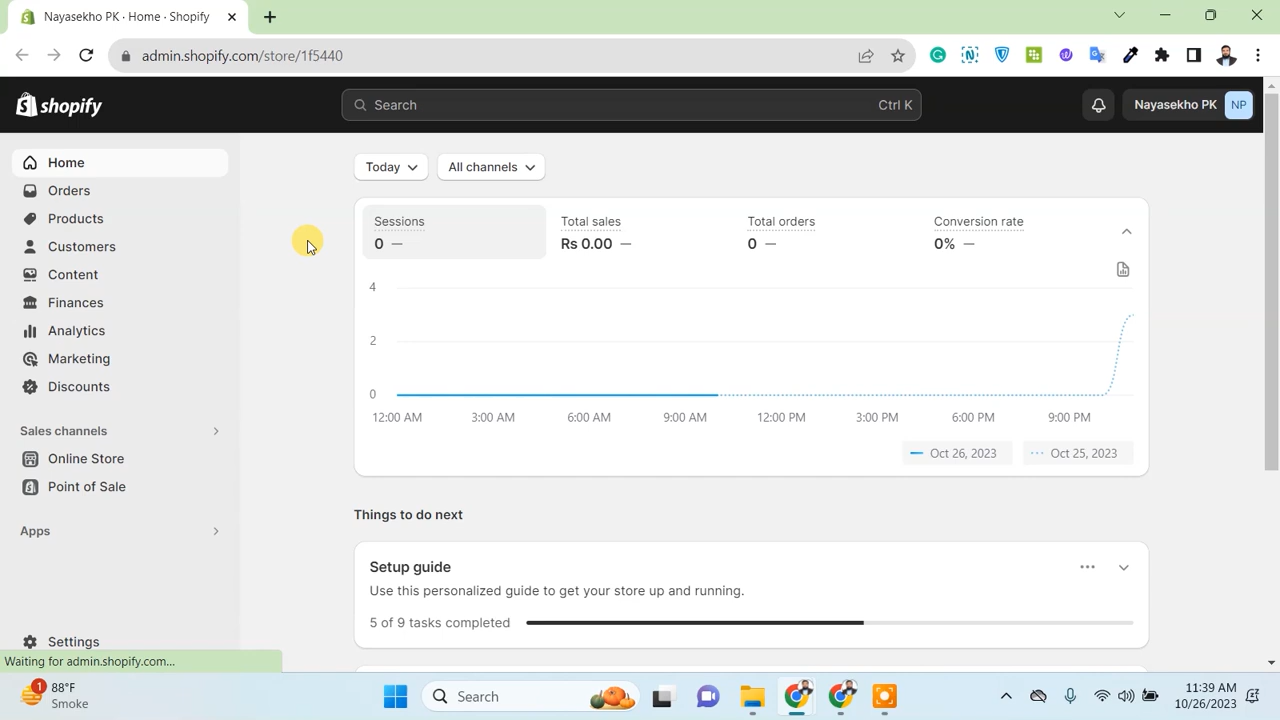 Nayasekho PK · Home · Shopify
admin.shopify.com/store/1f5440
shopify
Search
Ctrl K
Nayasekho PK
NP
Home
Orders
Products
Customers
Content
Finances
Analytics
Marketing
Discounts
Sales channels
Online Store
Point of Sale
Apps
Settings
Waiting for admin.shopify.com...
Today
All channels
Sessions
0 —
Total sales
Rs 0.00 —
Total orders
0 —
Conversion rate
0% —
4
2
0
12:00 AM 3:00 AM 6:00 AM 9:00 AM 12:00 PM 3:00 PM 6:00 PM 9:00 PM
Oct 26, 2023
Oct 25, 2023
Things to do next
Setup guide
Use this personalized guide to get your store up and running.
5 of 9 tasks completed
1
88°F
Smoke
Search
11:39 AM
10/26/2023